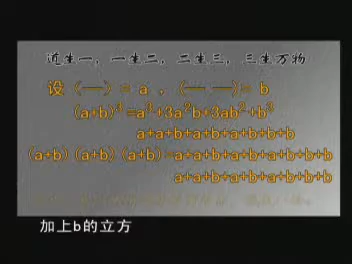 道生一，一生二，二生三，三生万物
设（—）= a ，（— —）= b
(a+b)³=a³+3a²b+3ab²+b³
a+a+b+a+b+a+b+b+b
(a+b)(a+b)(a+b)=a+a+b+a+b+a+b+b+b
a+a+b+a+b+a+b+b+b
加上b的立方